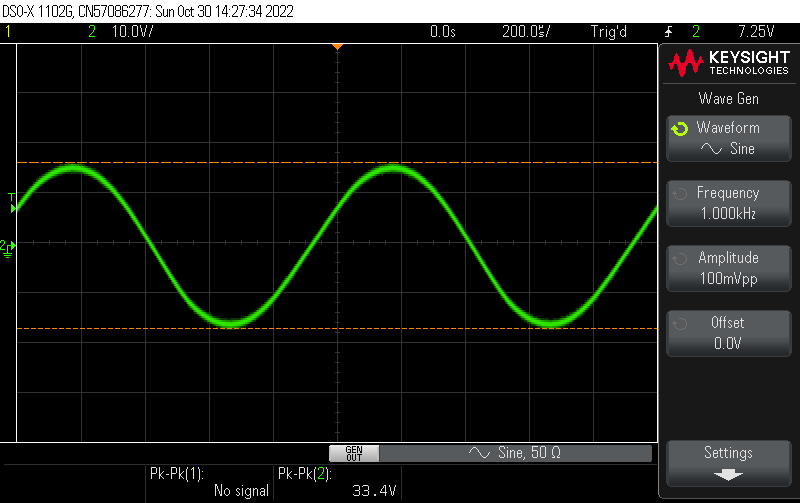 DSO-X 1102G, CN57086277: Sun Oct 30 14:27:34 2022
1 2 10.0V/ 0.0s 200.0us/ Trig'd 2 7.25V
KEYSIGHT
TECHNOLOGIES
Wave Gen
Waveform
Sine
Frequency
1.000kHz
Amplitude
100mVpp
Offset
0.0V
T
2
GEN
OUT
Sine, 50 Ω
Settings
Pk-Pk(1):
No signal
Pk-Pk(2):
33.4V